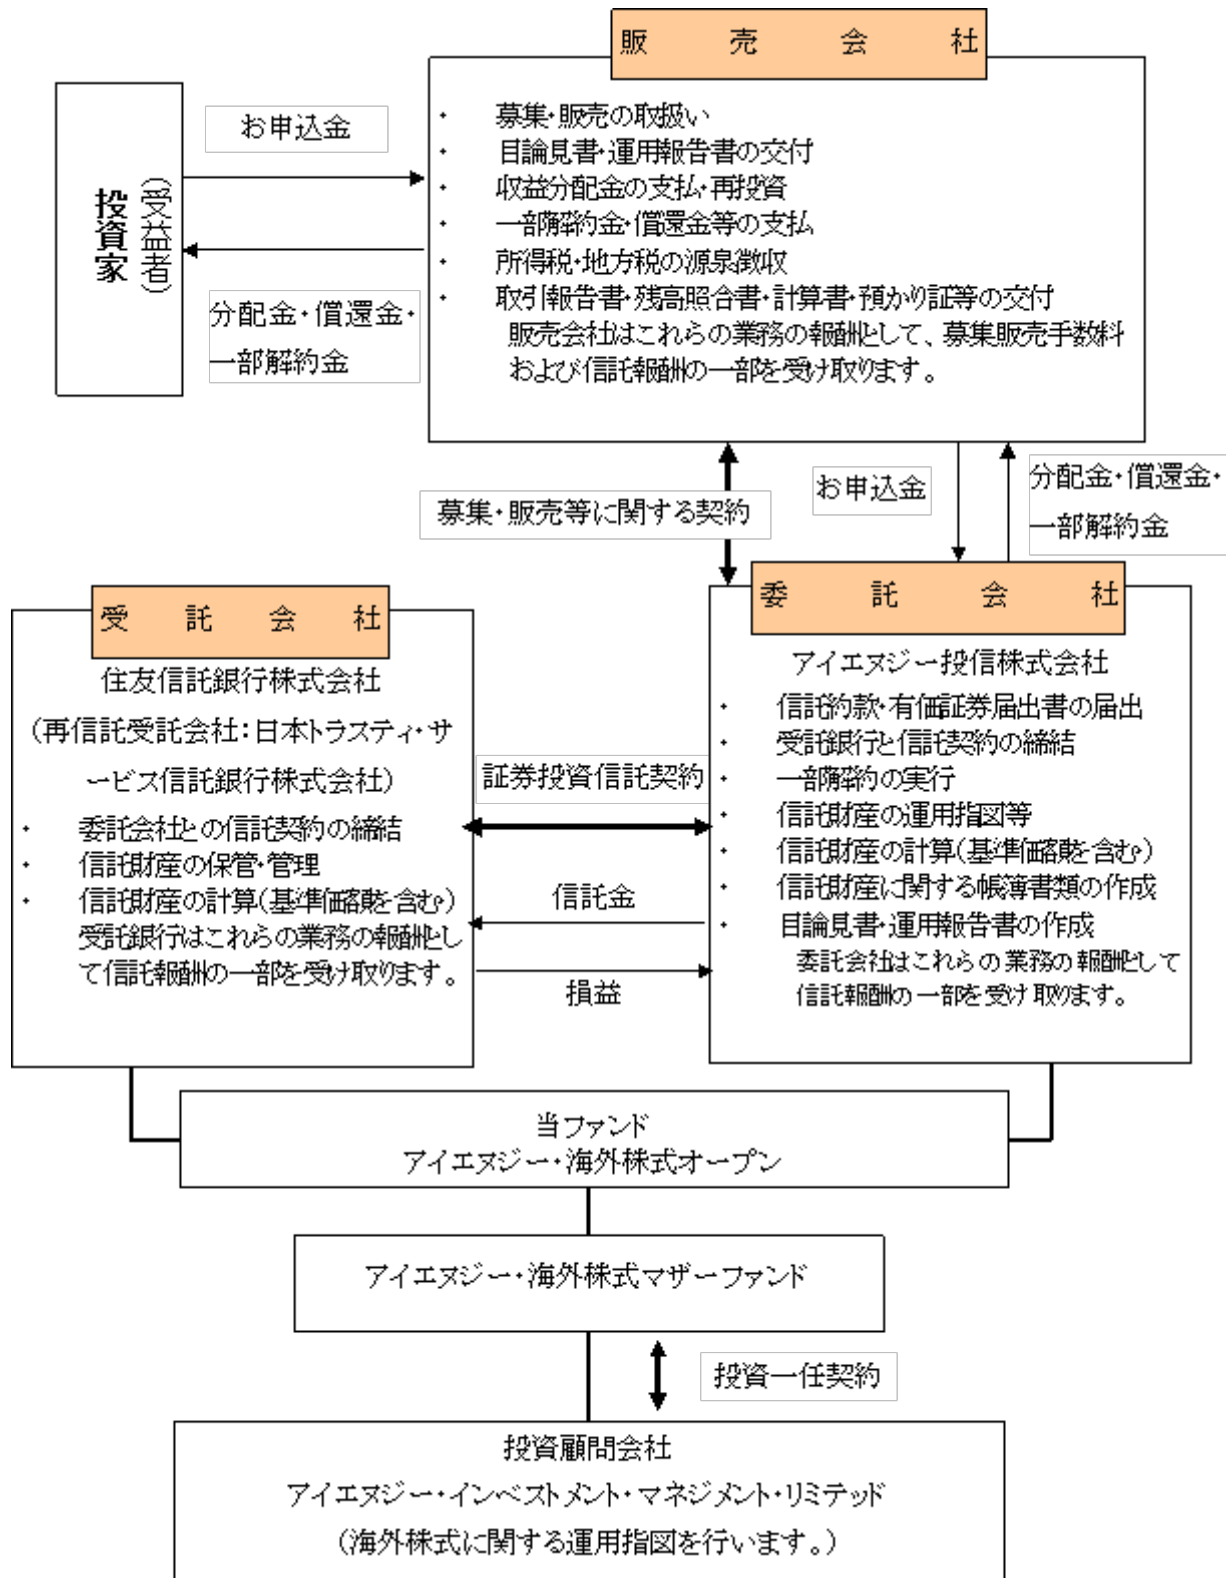 販売会社
お申込金
投資家
(受益者)
分配金・償還金・
一部解約金
・ 募集・販売の取扱い
・ 目論見書・運用報告書の交付
・ 収益分配金の支払・再投資
・ 一部解約金・償還金等の支払
・ 所得税・地方税の源泉徴収
・ 取引報告書・残高照合書・計算書・預かり証等の交付
販売会社はこれらの業務の報酬として、募集販売手数料
および信託報酬の一部を受け取ります。
募集・販売等に関する契約
お申込金
分配金・償還金・
一部解約金
受託会社
住友信託銀行株式会社
(再信託受託会社：日本トラスティ・サ
ービス信託銀行株式会社)
・ 委託会社との信託契約の締結
・ 信託財産の保管・管理
・ 信託財産の計算(基準価額を含む)
受託銀行はこれらの業務の報酬とし
て信託報酬の一部を受け取ります。
証券投資信託契約
信託金
損益
委託会社
アイエヌジー投信株式会社
・ 信託約款・有価証券届出書の届出
・ 受託銀行と信託契約の締結
・ 一部解約の実行
・ 信託財産の運用指図等
・ 信託財産の計算(基準価額を含む)
・ 信託財産に関する帳簿書類の作成
・ 目論見書・運用報告書の作成
委託会社はこれらの業務の報酬として
信託報酬の一部を受け取ります。
当ファンド
アイエヌジー・海外株式オープン
アイエヌジー・海外株式マザーファンド
投資一任契約
投資顧問会社
アイエヌジー・インベストメント・マネジメント・リミテッド
(海外株式に関する運用指図を行います。)